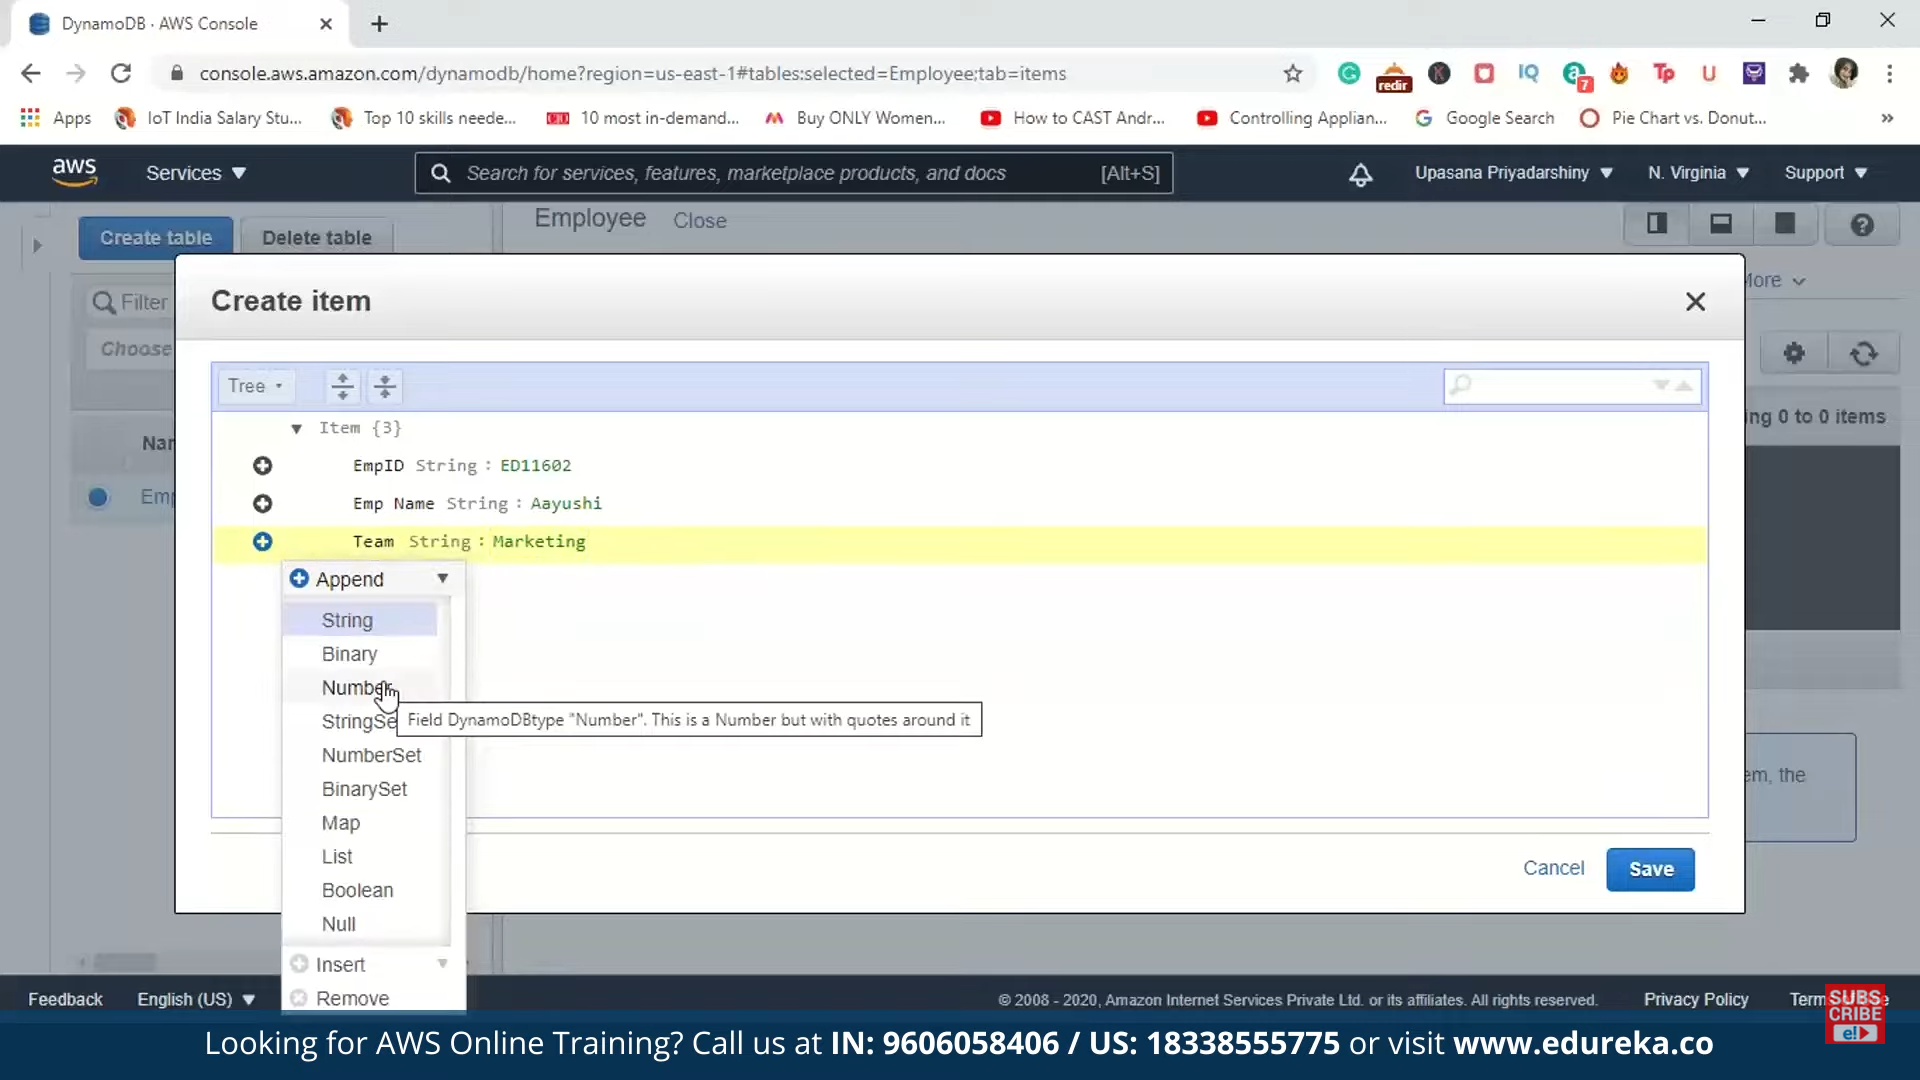 DynamoDB · AWS Console
console.aws.amazon.com/dynamodb/home?region=us-east-1#tables:selected=Employee;tab=items
redir
IQ
7
Tp
U
Apps
IoT India Salary Stu...
Top 10 skills neede...
10 most in-demand...
Buy ONLY Women...
How to CAST Andr...
Controlling Applian...
Google Search
Pie Chart vs. Donut...
»
aws
Services
Search for services, features, marketplace products, and docs
[Alt+S]
Upasana Priyadarshiny
N. Virginia
Support
Create table
Delete table
Employee
Close
Filter
Choose
Create item
Tree
Item {3}
EmpID String : ED11602
Emp Name String : Aayushi
Team String : Marketing
Append
String
Binary
Number
StringSe
Field DynamoDBtype "Number". This is a Number but with quotes around it
NumberSet
BinarySet
Map
List
Boolean
Null
Insert
Remove
Cancel
Save
ing 0 to 0 items
em, the
Feedback
English (US)
© 2008 - 2020, Amazon Internet Services Private Ltd. or its affiliates. All rights reserved.
Privacy Policy
SUBS
CRIBE
e!
Looking for AWS Online Training? Call us at IN: 9606058406 / US: 18338555775 or visit www.edureka.co